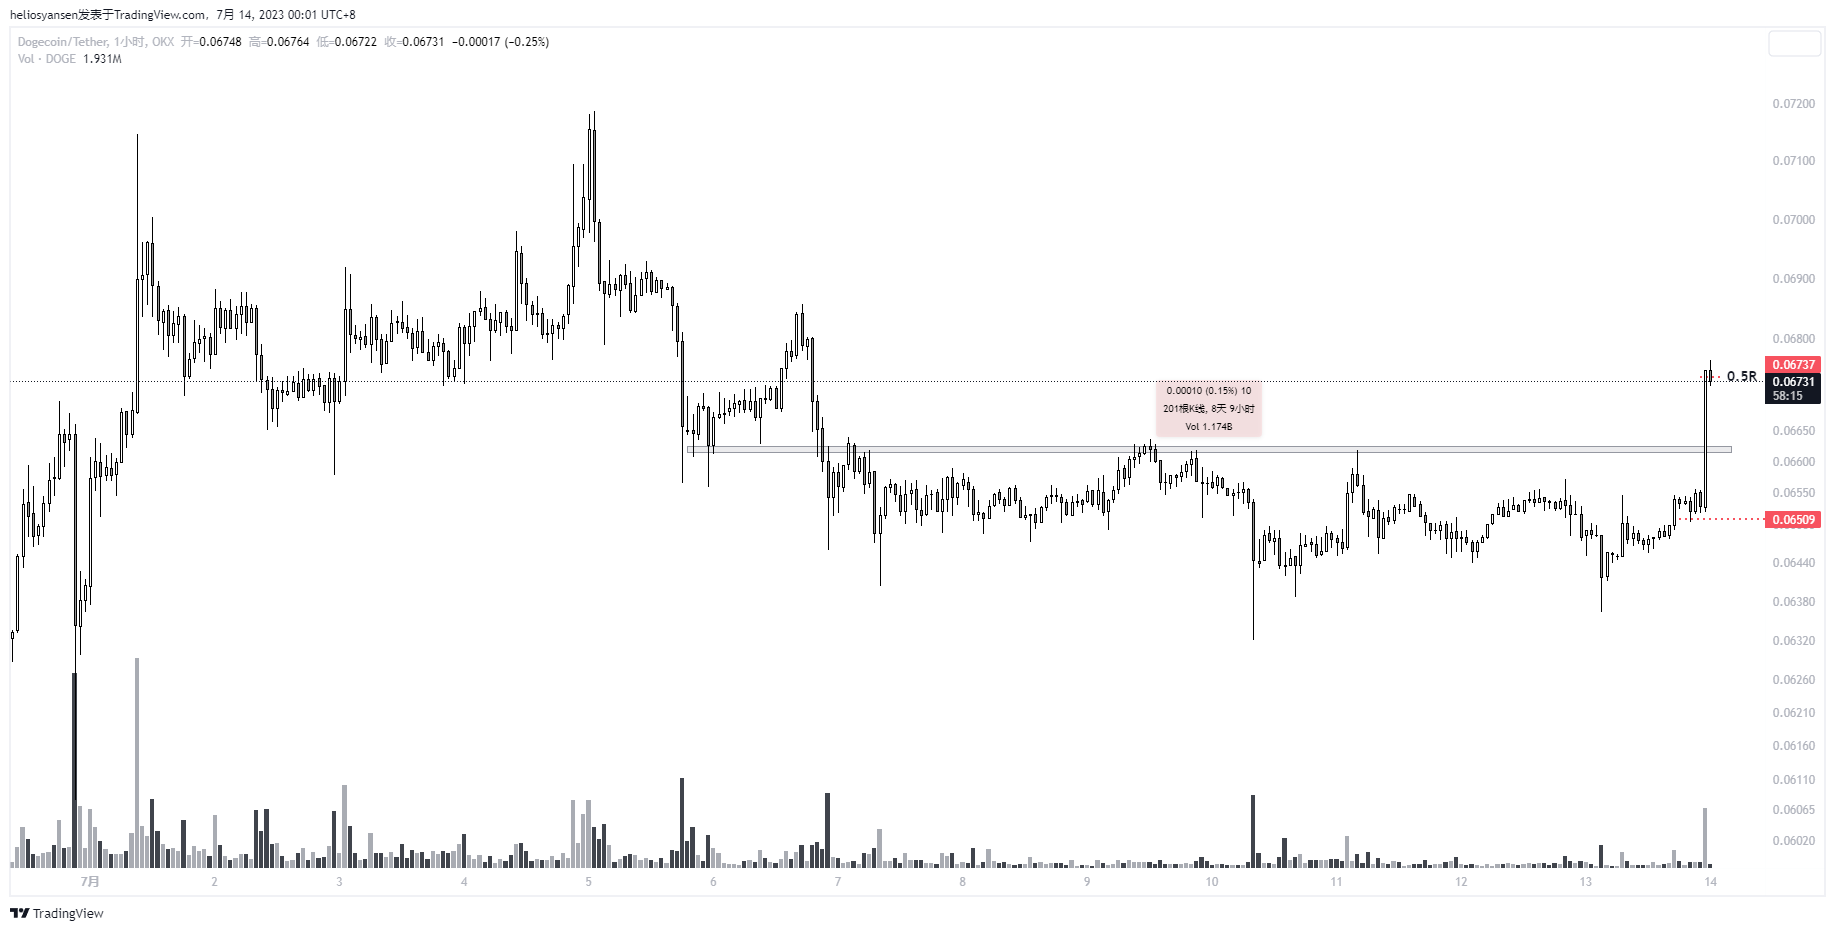 heliosyansen发表于TradingView.com, 7月 14, 2023 00:01 UTC+8
Dogecoin/Tether, 1小时, OKX 开=0.06748 高=0.06764 低=0.06722 收=0.06731 −0.00017 (−0.25%)
Vol · DOGE 1.931M
0.07200
0.07100
0.07000
0.06900
0.06800
0.06737
0.5R
0.06731
58:15
0.00010 (0.15%) 10
201根K线, 8天 9小时
Vol 1.174B
0.06650
0.06600
0.06550
0.06509
0.06440
0.06380
0.06320
0.06260
0.06210
0.06160
0.06110
0.06065
0.06020
7月 2 3 4 5 6 7 8 9 10 11 12 13 14
TradingView